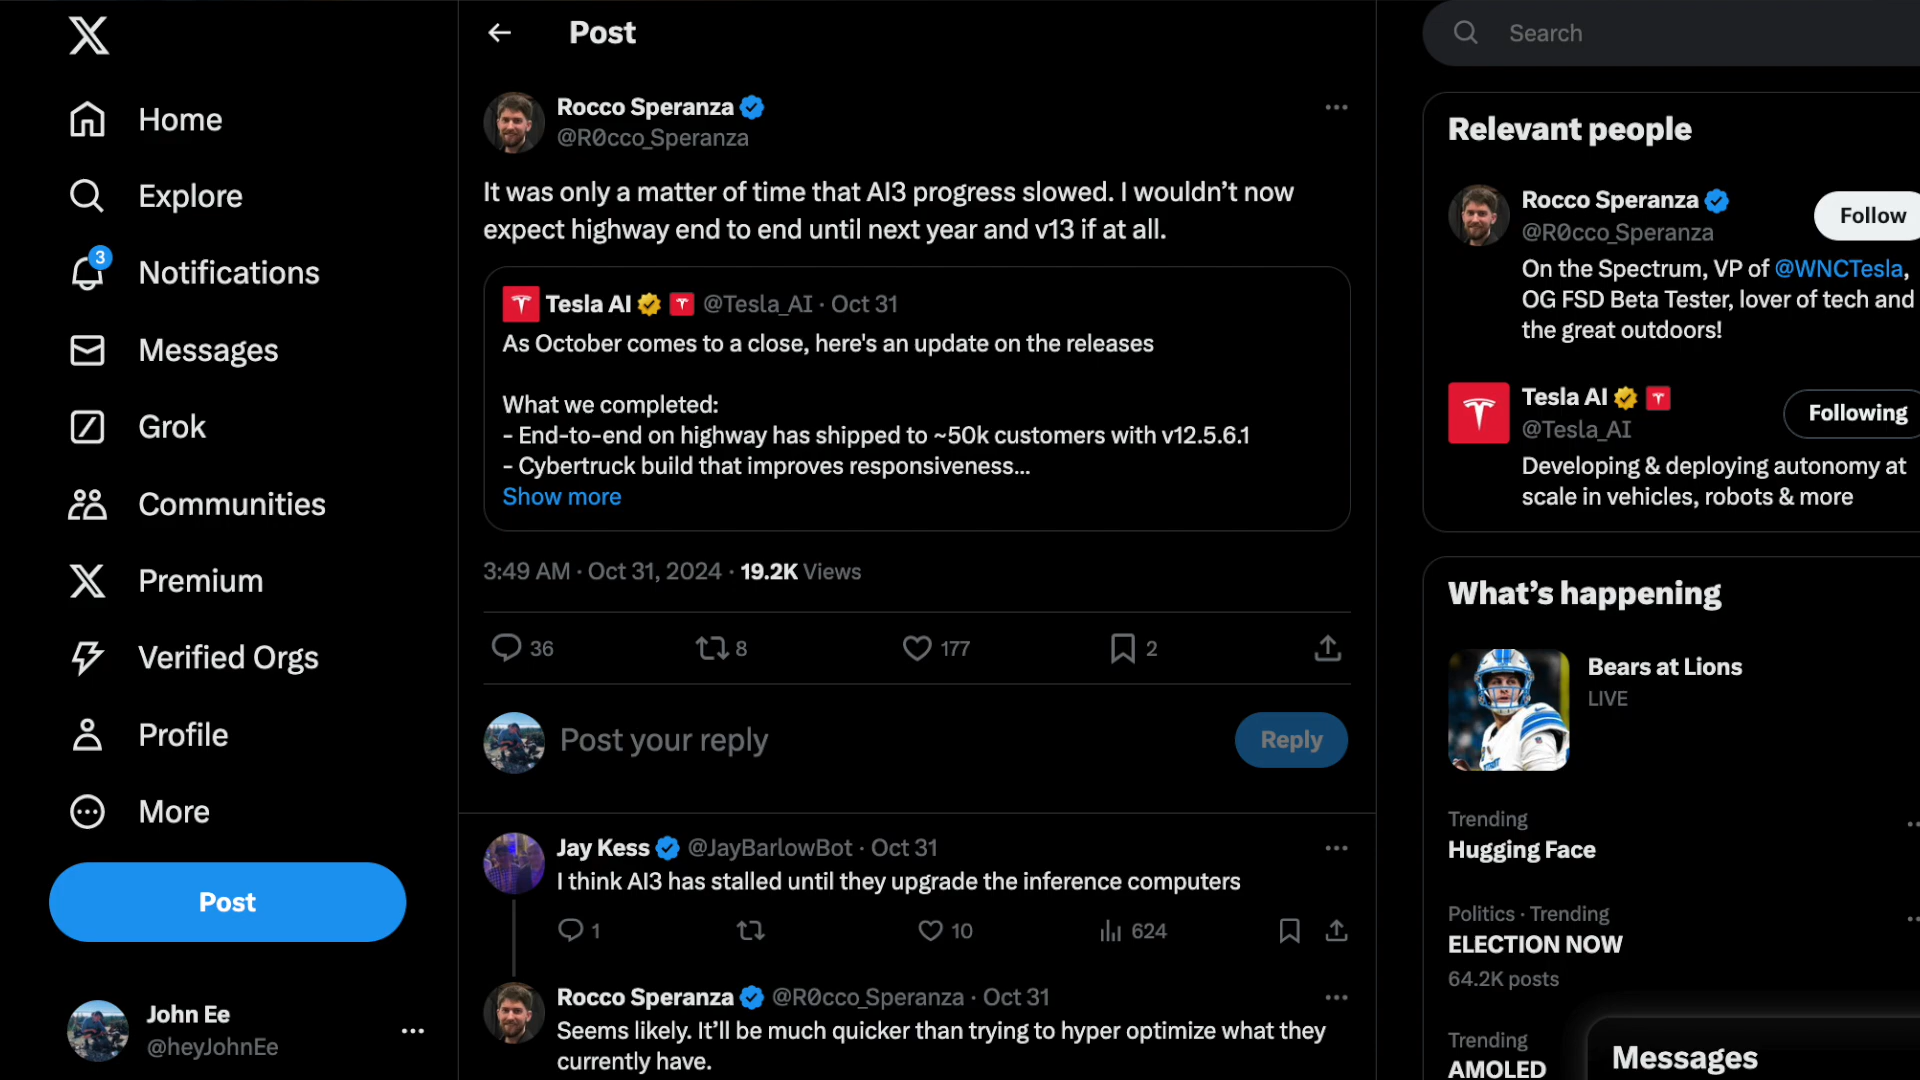 Home
Explore
3
Notifications
Messages
Grok
Communities
Premium
Verified Orgs
Profile
More
Post
John Ee
@heyJohnEe
Post
Rocco Speranza
@R0cco_Speranza
It was only a matter of time that AI3 progress slowed. I wouldn’t now
expect highway end to end until next year and v13 if at all.
Tesla AI @Tesla_AI · Oct 31
As October comes to a close, here's an update on the releases
What we completed:
- End-to-end on highway has shipped to ~50k customers with v12.5.6.1
- Cybertruck build that improves responsiveness...
Show more
3:49 AM · Oct 31, 2024 · 19.2K Views
36 8 177 2
Post your reply
Reply
Jay Kess @JayBarlowBot · Oct 31
I think AI3 has stalled until they upgrade the inference computers
1 10 624
Rocco Speranza @R0cco_Speranza · Oct 31
Seems likely. It’ll be much quicker than trying to hyper optimize what they
currently have.
Search
Relevant people
Rocco Speranza
@R0cco_Speranza
Follow
On the Spectrum, VP of @WNCTesla,
OG FSD Beta Tester, lover of tech and
the great outdoors!
Tesla AI
@Tesla_AI
Following
Developing & deploying autonomy at
scale in vehicles, robots & more
What’s happening
Bears at Lions
LIVE
Trending
Hugging Face
Politics · Trending
ELECTION NOW
64.2K posts
Trending
AMOLED
Messages